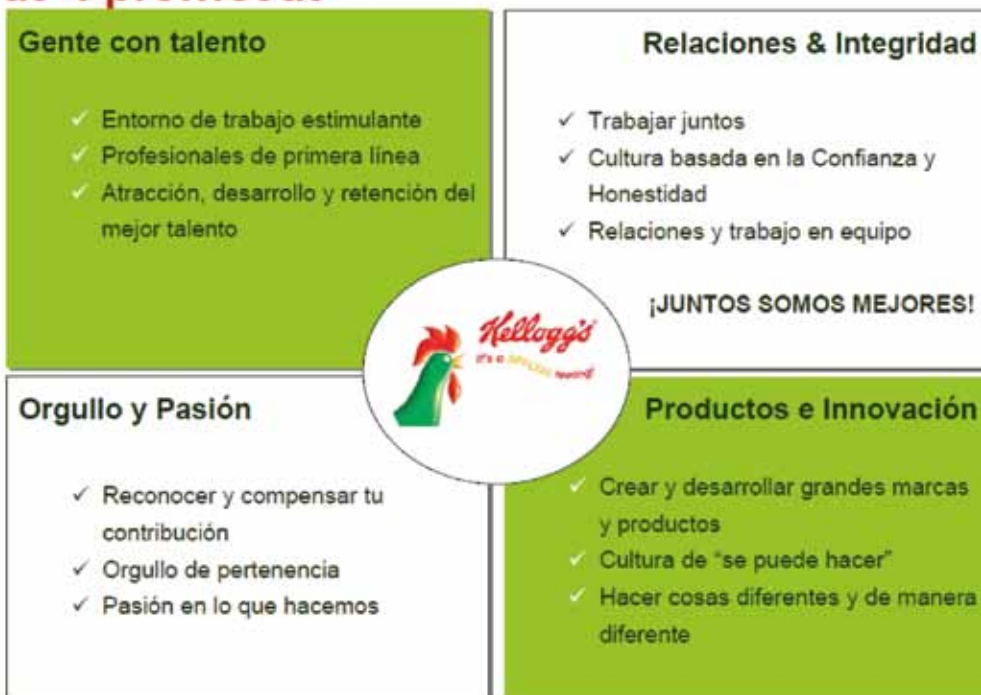 Gente con talento
✓ Entorno de trabajo estimulante
✓ Profesionales de primera línea
✓ Atracción, desarrollo y retención del
mejor talento
Relaciones & Integridad
✓ Trabajar juntos
✓ Cultura basada en la Confianza y
Honestidad
✓ Relaciones y trabajo en equipo
¡JUNTOS SOMOS MEJORES!
Kellogg's
it's a
Orgullo y Pasión
✓ Reconocer y compensar tu
contribución
✓ Orgullo de pertenencia
✓ Pasión en lo que hacemos
Productos e Innovación
✓ Crear y desarrollar grandes marcas
y productos
✓ Cultura de “se puede hacer”
✓ Hacer cosas diferentes y de manera
diferente